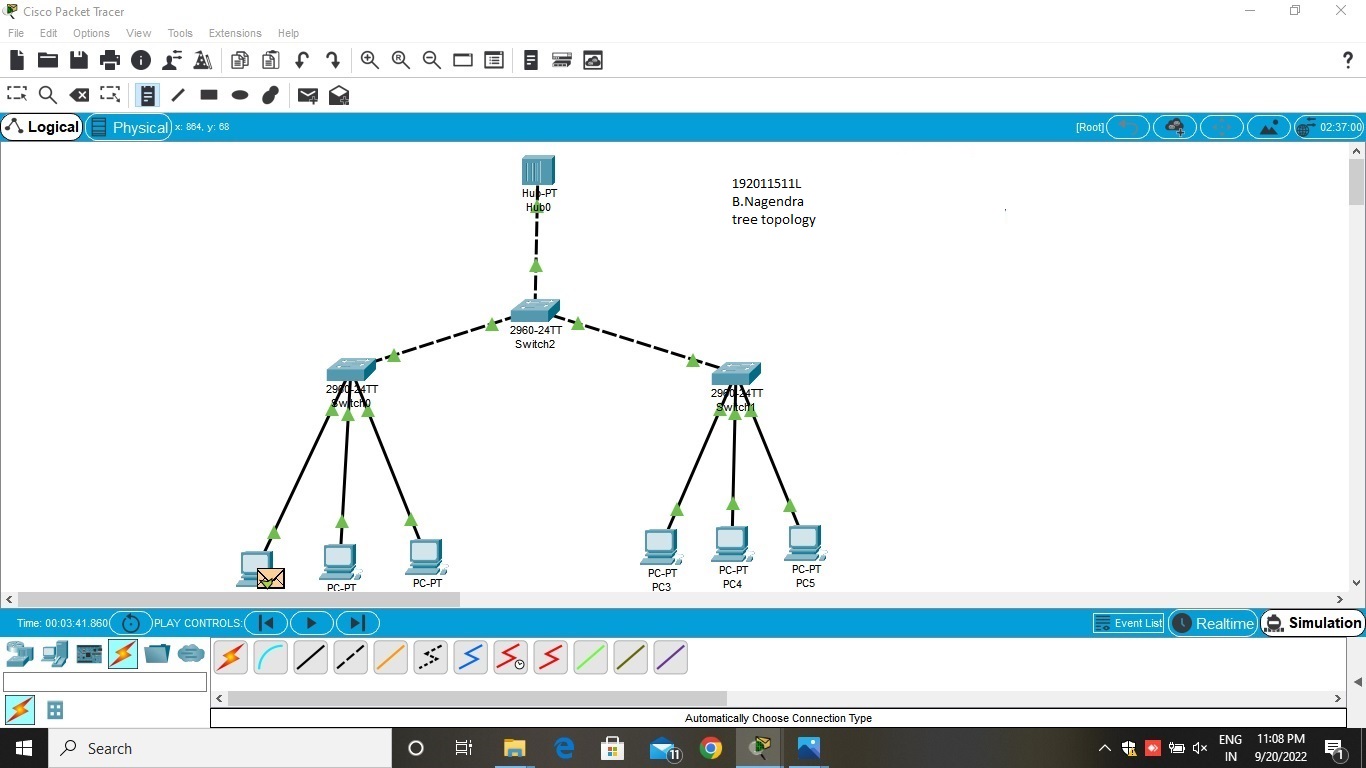 Cisco Packet Tracer
File Edit Options View Tools Extensions Help
?
Logical Physical x: 864, y: 68 [Root] 02:37:00
Hub-PT
Hub0
192011511L
B.Nagendra
tree topology
2960-24TT
Switch2
2960-24TT
Switch0
2960-24TT
Switch1
PC-PT
PC-PT
PC-PT
PC3
PC-PT
PC4
PC-PT
PC5
Time: 00:03:41.860 PLAY CONTROLS: Event List Realtime Simulation
Automatically Choose Connection Type
Search
11
ENG
IN
11:08 PM
9/20/2022
1